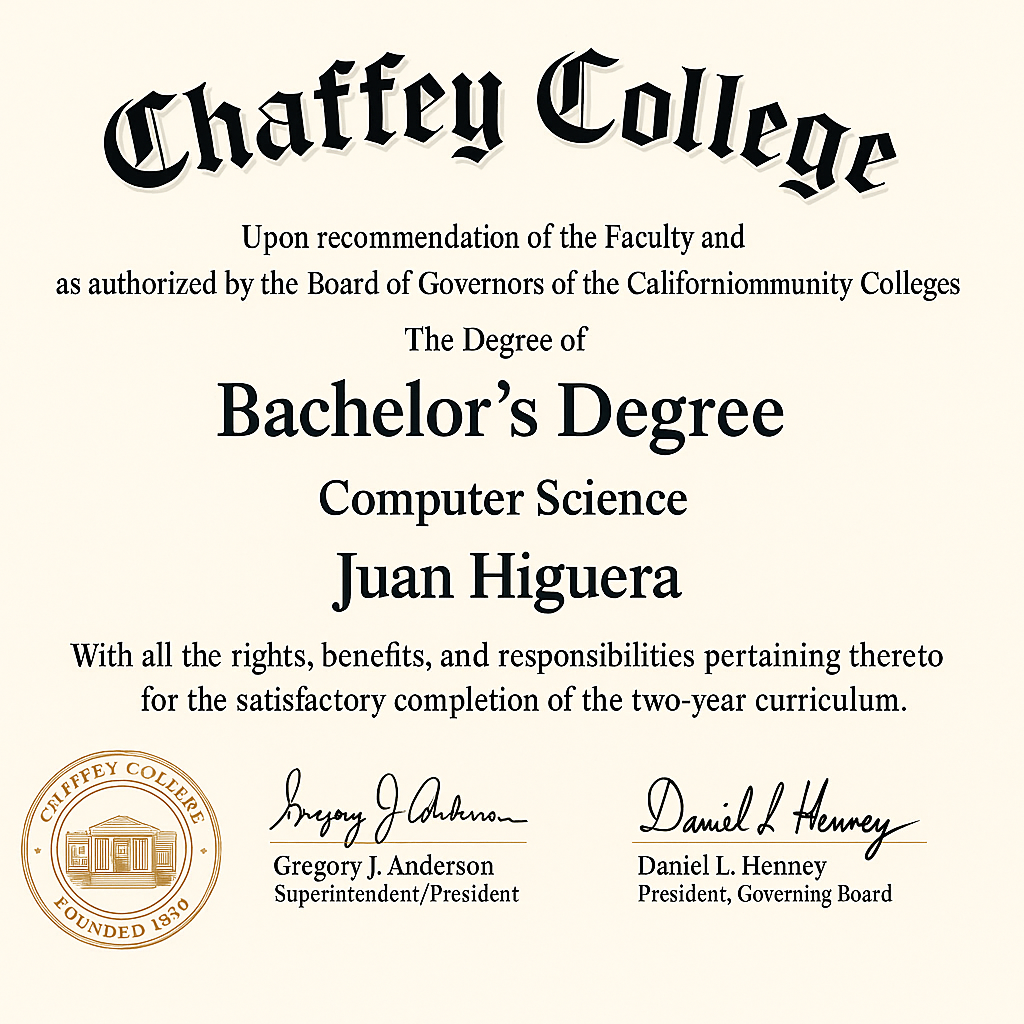 Chaffey College
Upon recommendation of the Faculty and
as authorized by the Board of Governors of the Californiommunity Colleges
The Degree of
Bachelor’s Degree
Computer Science
Juan Higuera
With all the rights, benefits, and responsibilities pertaining thereto
for the satisfactory completion of the two-year curriculum.
FOUNDED 1830
Gregory J Anderson
Daniel L Henney
Gregory J. Anderson
Daniel L. Henney
Superintendent/President
President, Governing Board